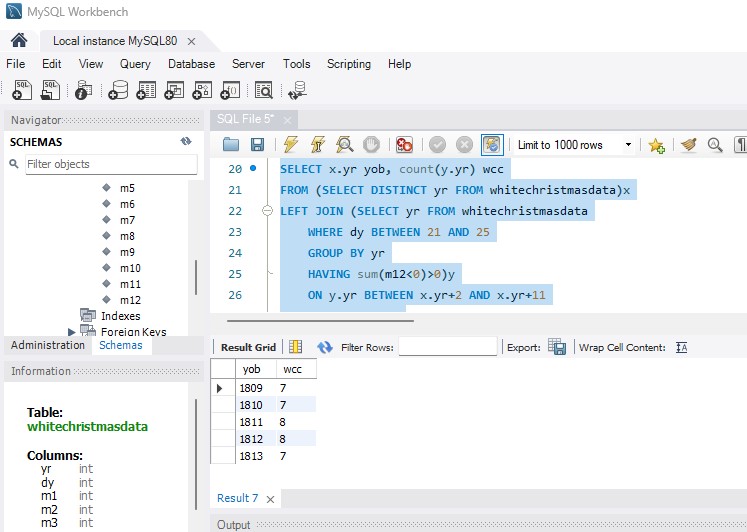 MySQL Workbench
Local instance MySQL80 ×
File Edit View Query Database Server Tools Scripting Help
Navigator
SCHEMAS
Filter objects
m5
m6
m7
m8
m9
m10
m11
m12
Indexes
Foreign Keys
Administration Schemas
Information
Table:
whitechristmasdata
Columns:
yr int
dy int
m1 int
m2 int
m3 int
SQL File 5* ×
Limit to 1000 rows
20 SELECT x.yr yob, count(y.yr) wcc
21 FROM (SELECT DISTINCT yr FROM whitechristmasdata)x
22 LEFT JOIN (SELECT yr FROM whitechristmasdata
23 WHERE dy BETWEEN 21 AND 25
24 GROUP BY yr
25 HAVING sum(m12<0)>0)y
26 ON y.yr BETWEEN x.yr+2 AND x.yr+11
Result Grid Filter Rows: Export: Wrap Cell Content:
yob wcc
1809 7
1810 7
1811 8
1812 8
1813 7
Result 7 ×
Output